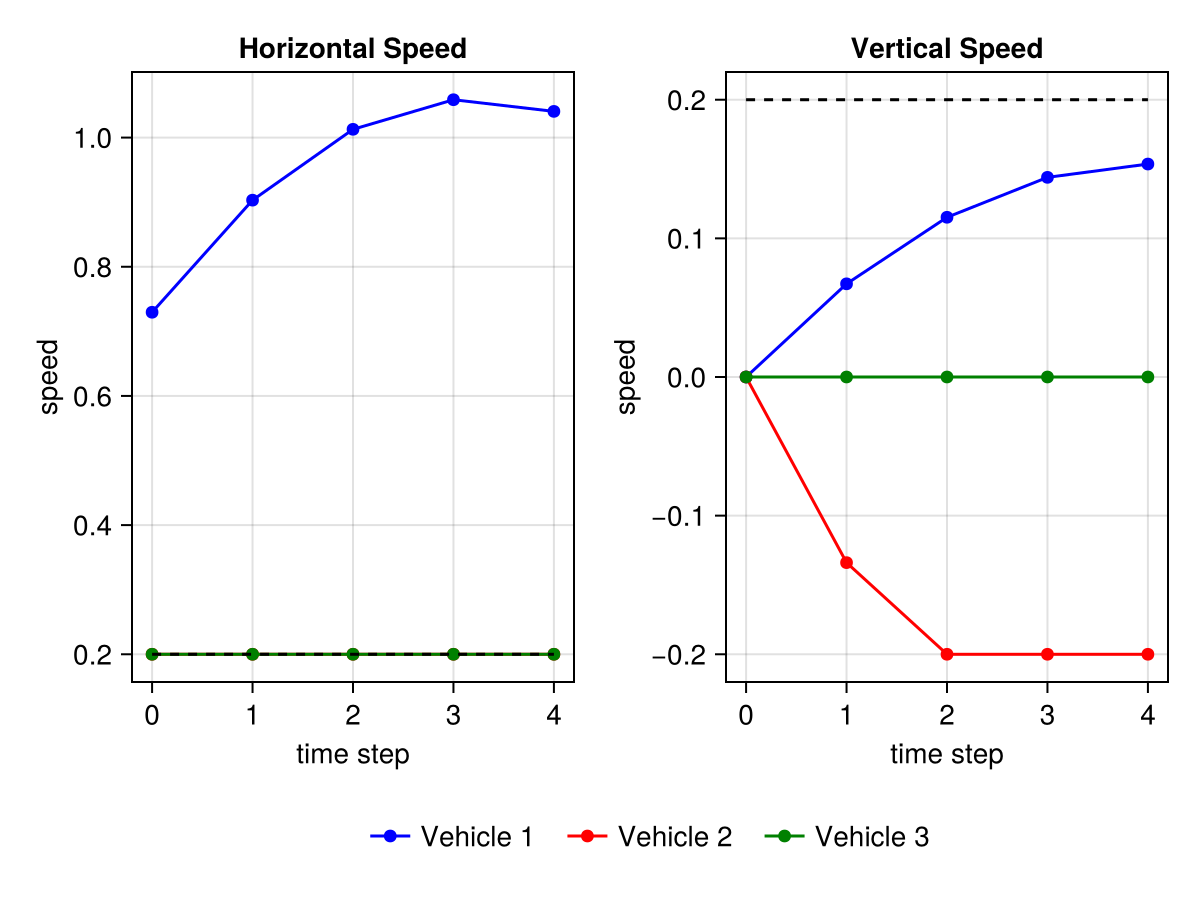 Horizontal Speed
speed
1.0
0.8
0.6
0.4
0.2
0 1 2 3 4
time step
Vertical Speed
speed
0.2
0.1
0.0
−0.1
−0.2
0 1 2 3 4
time step
Vehicle 1 Vehicle 2 Vehicle 3